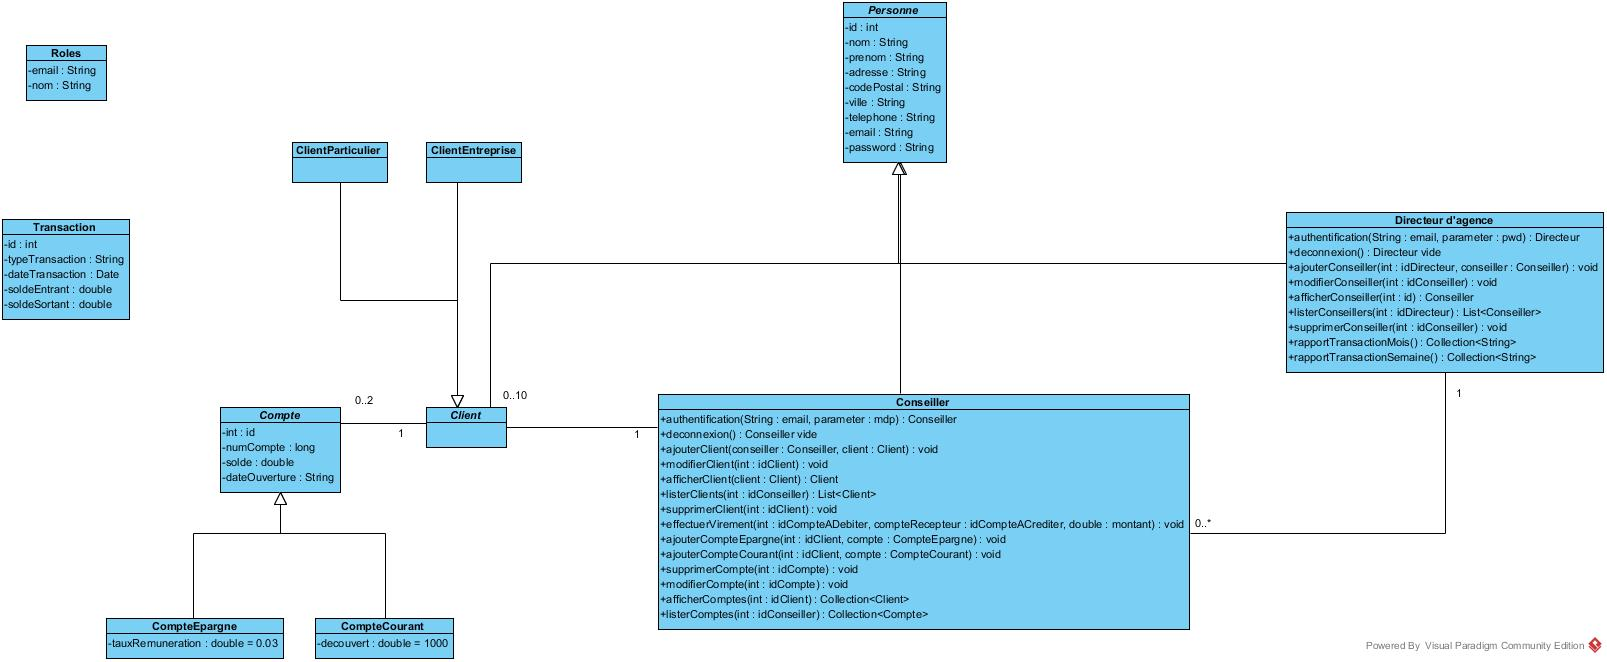 Personne
-id : int
-nom : String
-prenom : String
-adresse : String
-codePostal : String
-ville : String
-telephone : String
-email : String
-password : String
Roles
-email : String
-nom : String
ClientParticulier
ClientEntreprise
Transaction
-id : int
-typeTransaction : String
-dateTransaction : Date
-soldeEntrant : double
-soldeSortant : double
Directeur d'agence
+authentification(String : email, parameter : pwd) : Directeur
+deconnexion() : Directeur vide
+ajouterConseiller(int : idDirecteur, conseiller : Conseiller) : void
+modifierConseiller(int : idConseiller) : void
+afficherConseiller(int : id) : Conseiller
+listerConseillers(int : idDirecteur) : List<Conseiller>
+supprimerConseiller(int : idConseiller) : void
+rapportTransactionMois() : Collection<String>
+rapportTransactionSemaine() : Collection<String>
1
0..*
0..2
1
0..10
1
Compte
-int : id
-numCompte : long
-solde : double
-dateOuverture : String
Client
Conseiller
+authentification(String : email, parameter : mdp) : Conseiller
+deconnexion() : Conseiller vide
+ajouterClient(conseiller : Conseiller, client : Client) : void
+modifierClient(int : idClient) : void
+afficherClient(client : Client) : Client
+listerClients(int : idConseiller) : List<Client>
+supprimerClient(int : idClient) : void
+effectuerVirement(int : idCompteADebiter, compteRecepteur : idCompteACrediter, double : montant) : void
+ajouterCompteEpargne(int : idClient, compte : CompteEpargne) : void
+ajouterCompteCourant(int : idClient, compte : CompteCourant) : void
+supprimerCompte(int : idCompte) : void
+modifierCompte(int : idCompte) : void
+afficherComptes(int : idClient) : Collection<Client>
+listerComptes(int : idConseiller) : Collection<Compte>
CompteEpargne
-tauxRemuneration : double = 0.03
CompteCourant
-decouvert : double = 1000
Powered By Visual Paradigm Community Edition